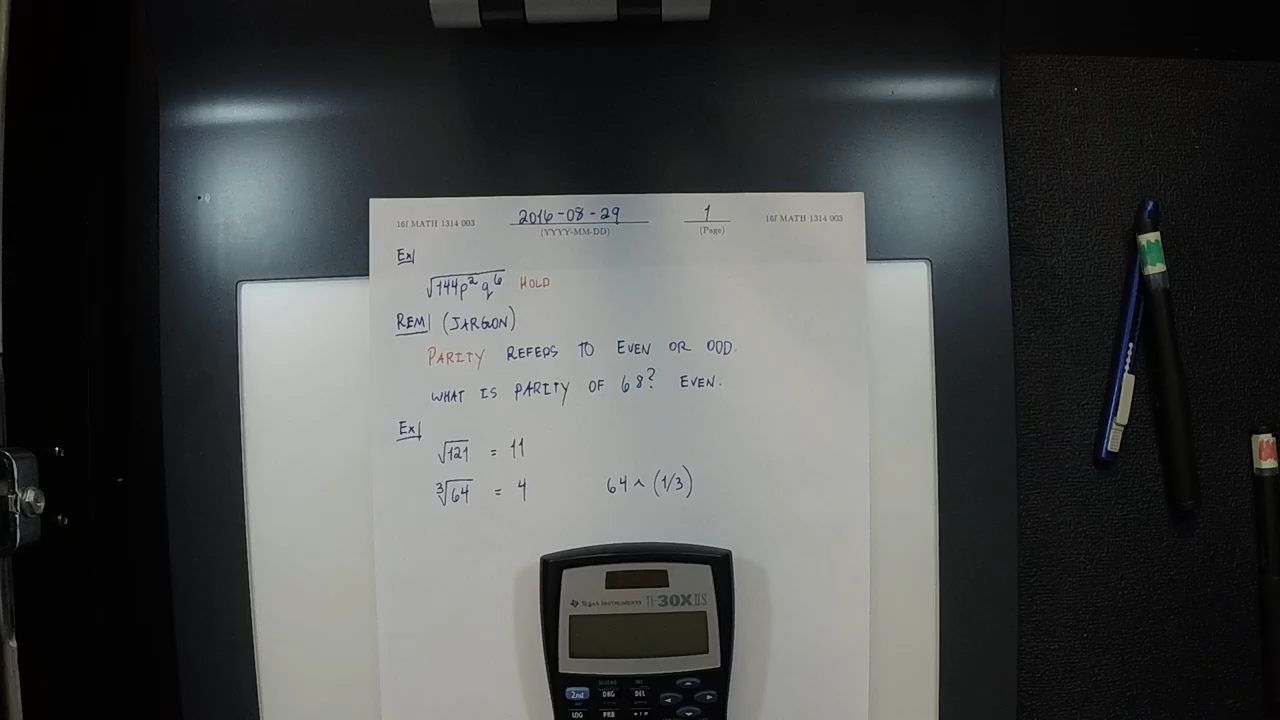 16f MATH 1314 003 2016-08-29 1 16f MATH 1314 003
(YYYY-MM-DD) (Page)
Ex
√144p²q⁶ HOLD
REM (JARGON)
PARITY REFERS TO EVEN OR ODD.
WHAT IS PARITY OF 68? EVEN.
Ex
√121 = 11
∛64 = 4 64 ^ (1/3)
TEXAS INSTRUMENTS TI-30X IIS
2nd DRG DEL
LOG PRB